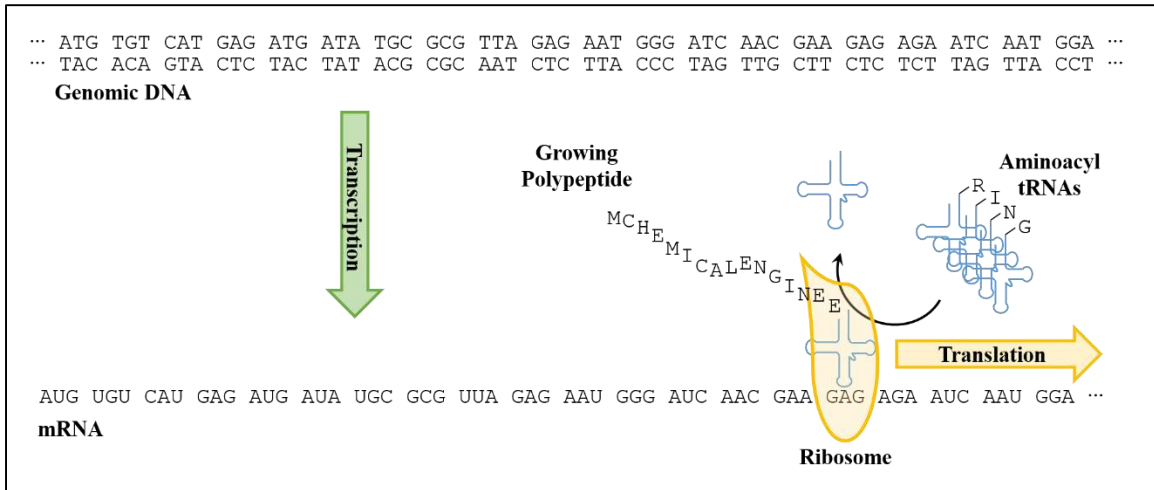 ··· ATG TGT CAT GAG ATG ATA TGC GCG TTA GAG AAT GGG ATC AAC GAA GAG AGA ATC AAT GGA ···
··· TAC ACA GTA CTC TAC TAT ACG CGC AAT CTC TTA CCC TAG TTG CTT CTC TCT TAG TTA CCT ···
Genomic DNA
Transcription
Growing
Polypeptide
MCHEMICALENGINEE
Aminoacyl
tRNAs
R
I
N
G
Translation
AUG UGU CAU GAG AUG AUA UGC GCG UUA GAG AAU GGG AUC AAC GAA GAG AGA AUC AAU GGA ···
mRNA
Ribosome